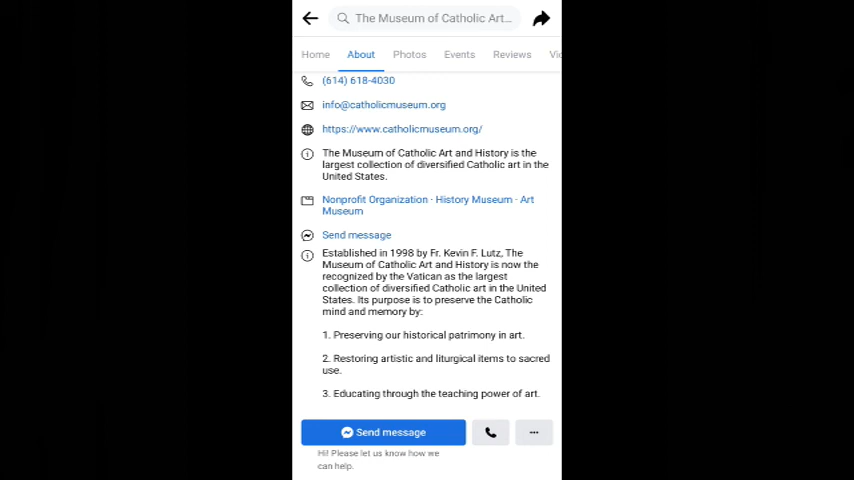 The Museum of Catholic Art...
Home About Photos Events Reviews Vi
(614) 618-4030
info@catholicmuseum.org
https://www.catholicmuseum.org/
The Museum of Catholic Art and History is the
largest collection of diversified Catholic art in the
United States.
Nonprofit Organization · History Museum · Art
Museum
Send message
Established in 1998 by Fr. Kevin F. Lutz, The
Museum of Catholic Art and History is now the
recognized by the Vatican as the largest
collection of diversified Catholic art in the United
States. Its purpose is to preserve the Catholic
mind and memory by:
1. Preserving our historical patrimony in art.
2. Restoring artistic and liturgical items to sacred
use.
3. Educating through the teaching power of art.
Send message
Hi! Please let us know how we
can help.